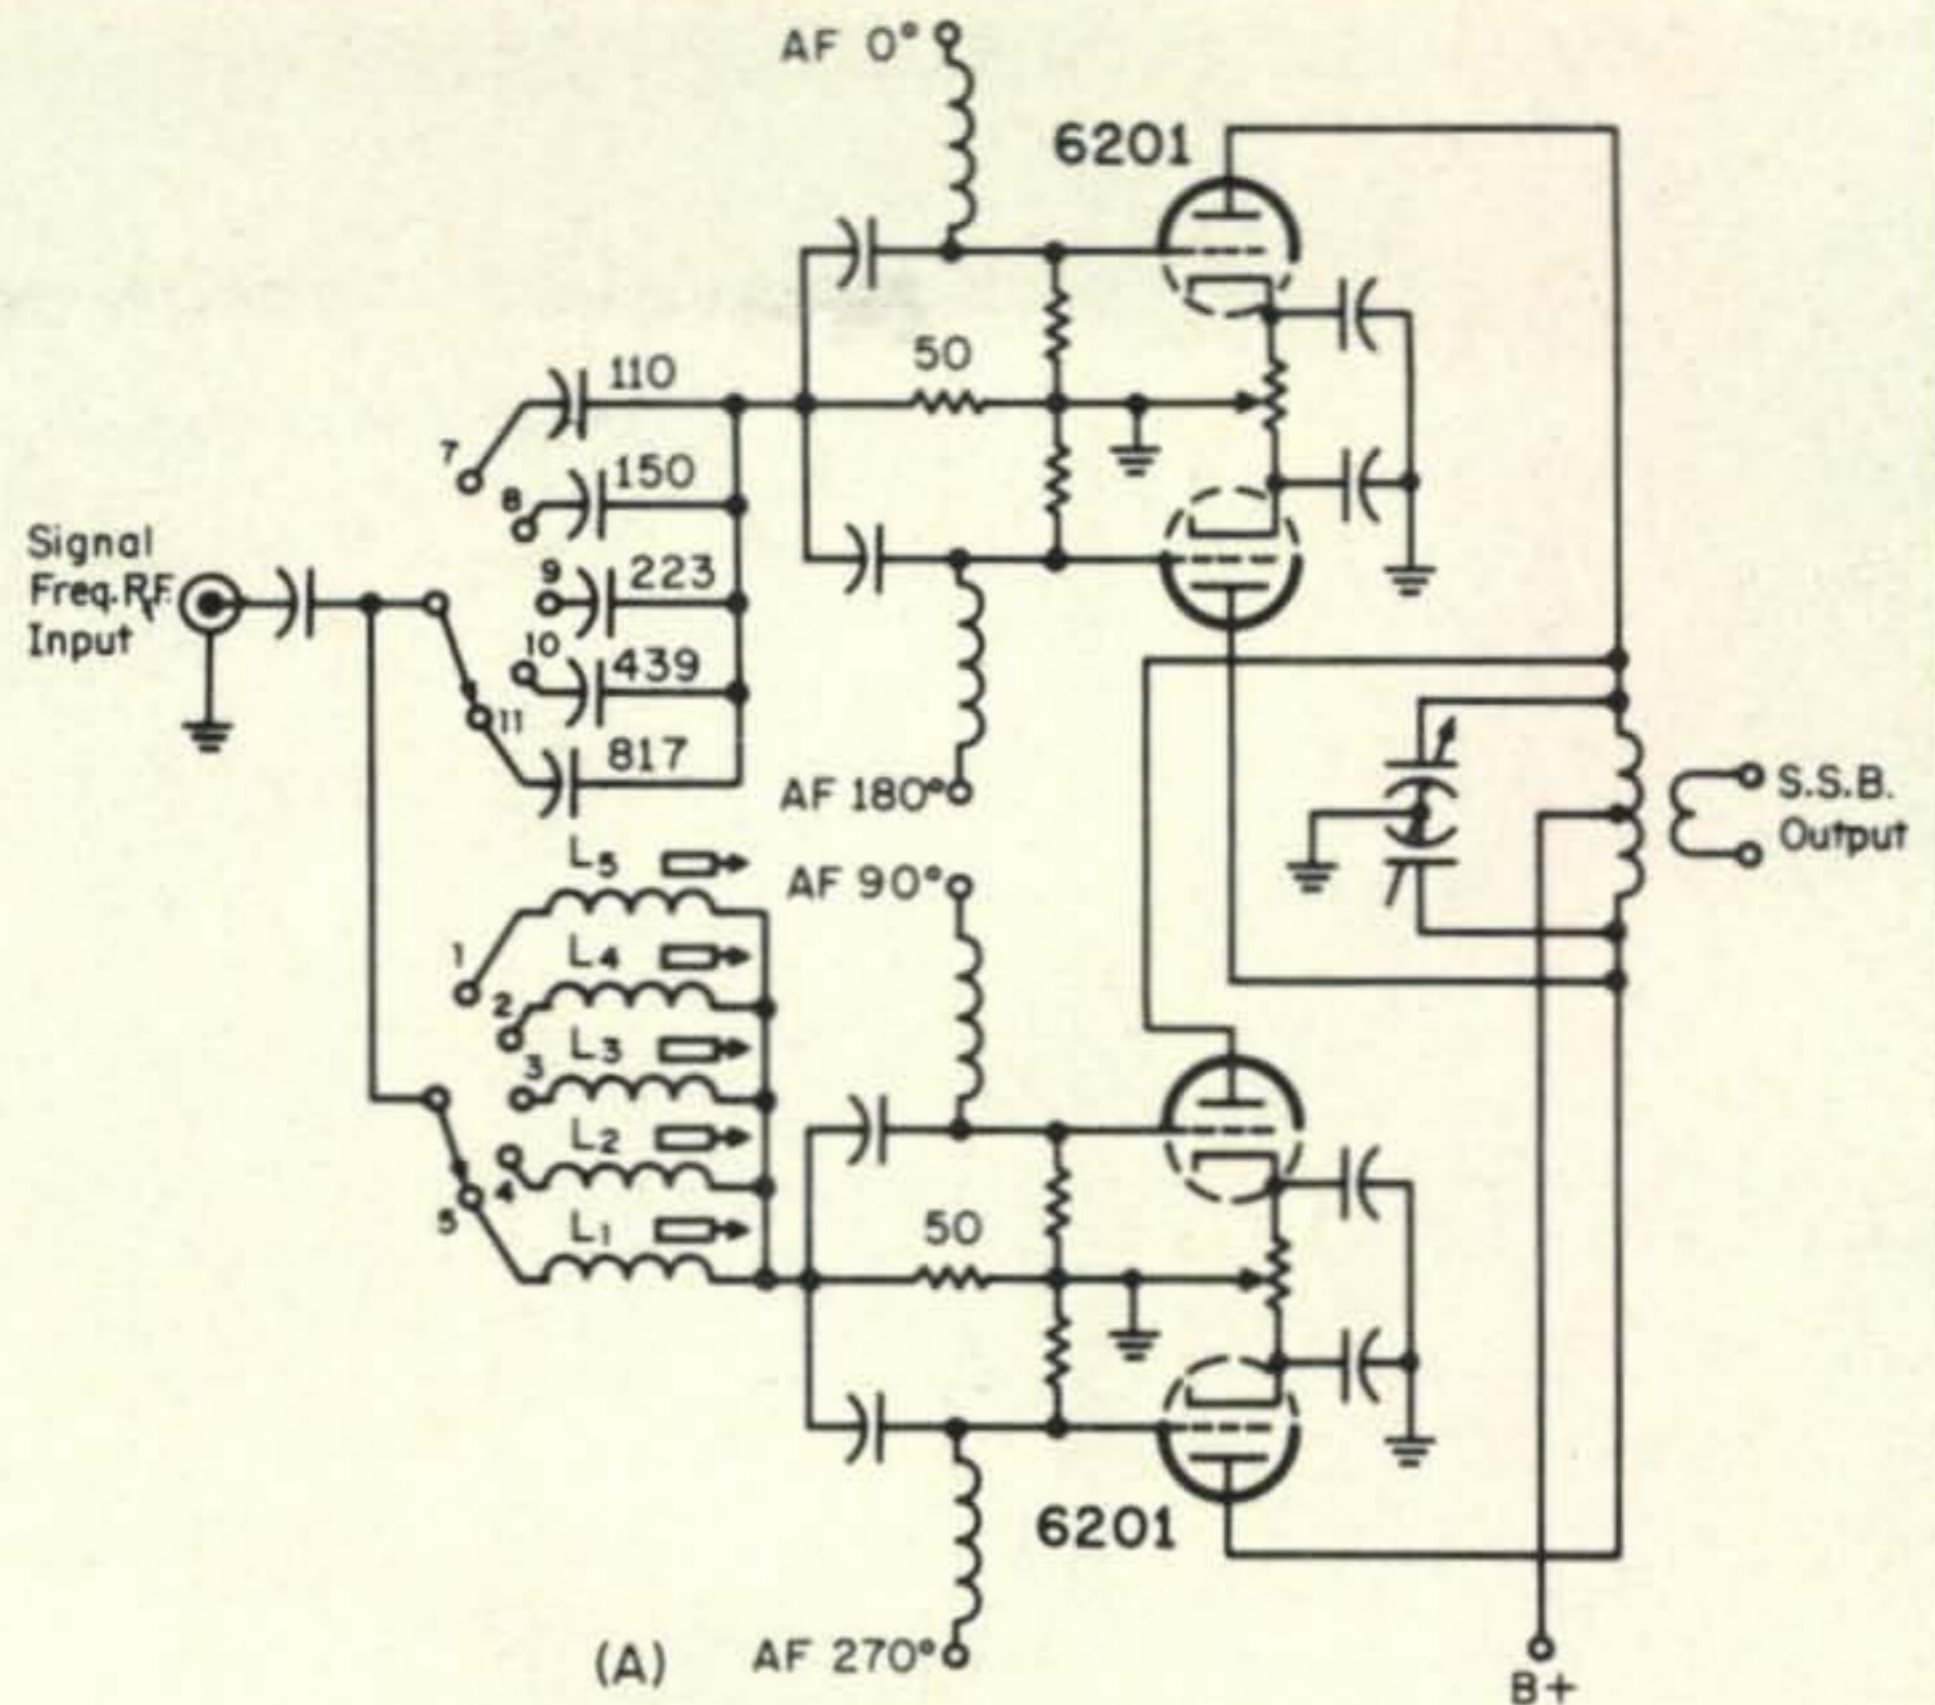 AF 0°
6201
50
110
7
150
8
Signal
Freq. R.F.
Input
9
223
10
439
11
817
AF 180°
S.S.B.
Output
L5
AF 90°
1
L4
2
L3
3
L2
4
5
L1
50
6201
(A)
AF 270°
B+